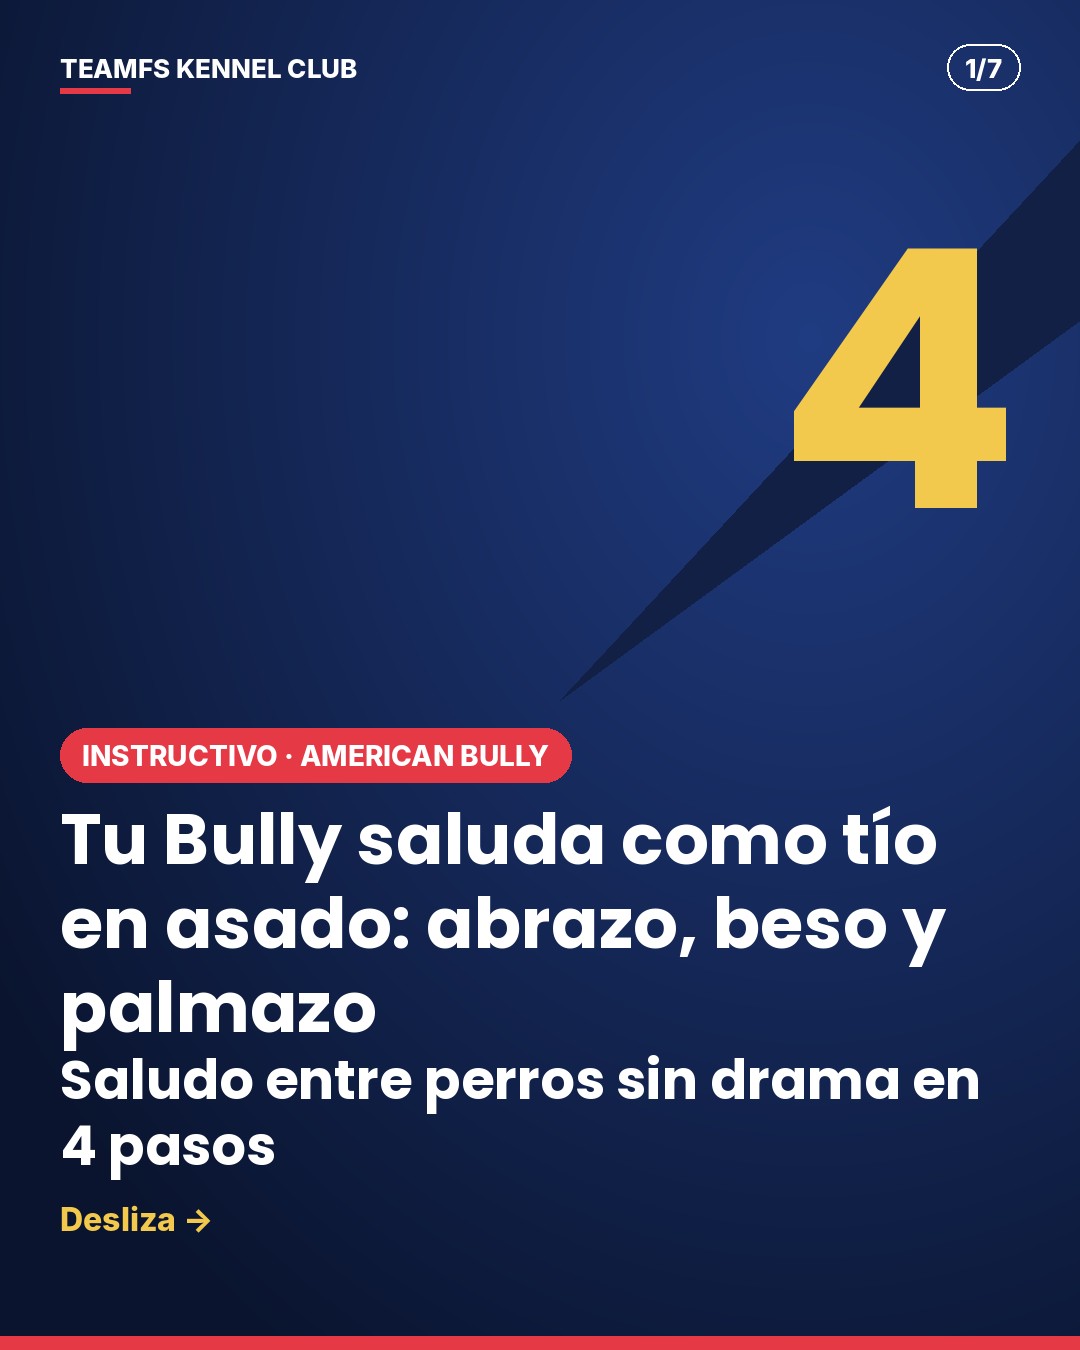 TEAMFS KENNEL CLUB
1/7
4
INSTRUCTIVO · AMERICAN BULLY
Tu Bully saluda como tío
en asado: abrazo, beso y
palmazo
Saludo entre perros sin drama en
4 pasos
Desliza →